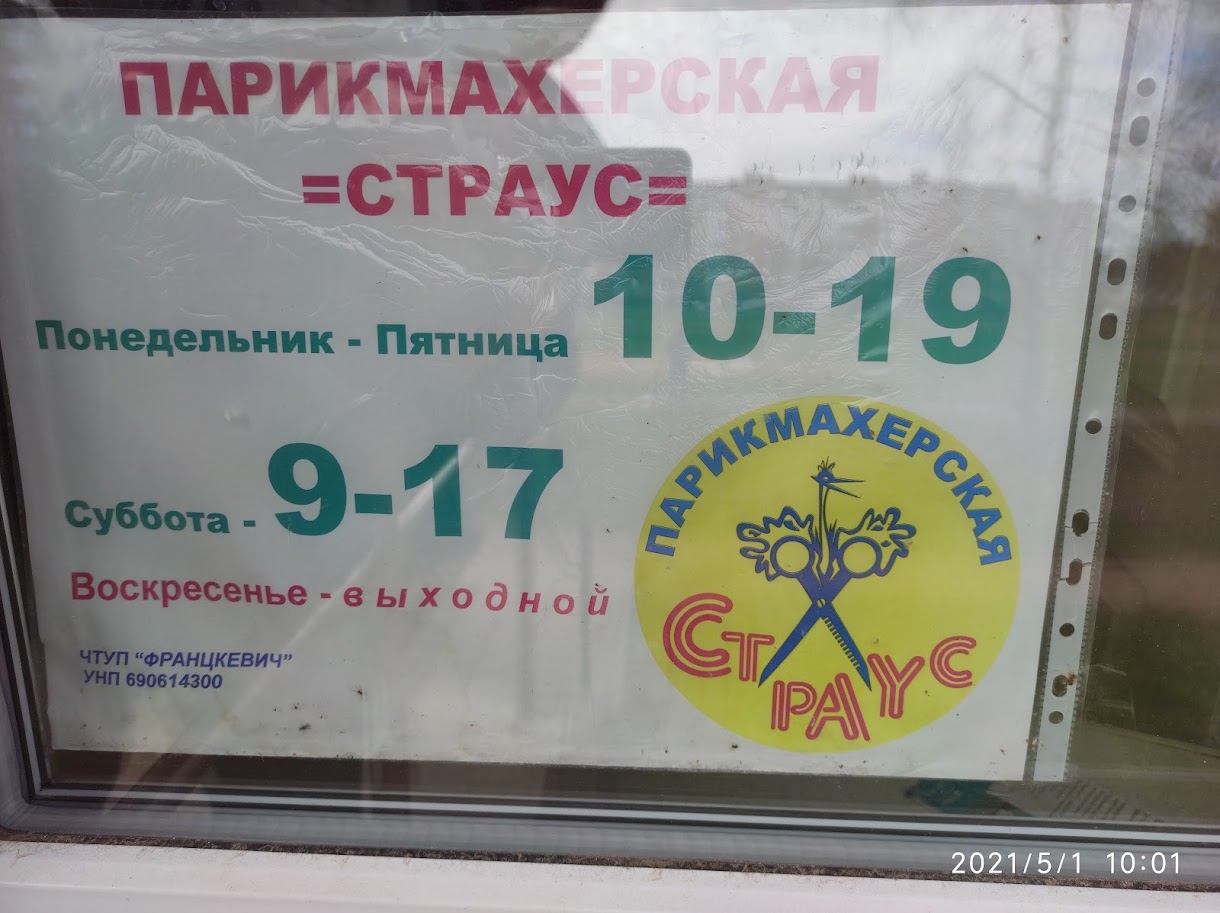 ПАРИКМАХЕРСКАЯ
=СТРАУС=
Понедельник - Пятница 10-19
Суббота - 9-17
Воскресенье - выходной
ЧТУП "ФРАНЦКЕВИЧ"
УНП 690614300
ПАРИКМАХЕРСКАЯ
СТРАУС
2021/5/1 10:01